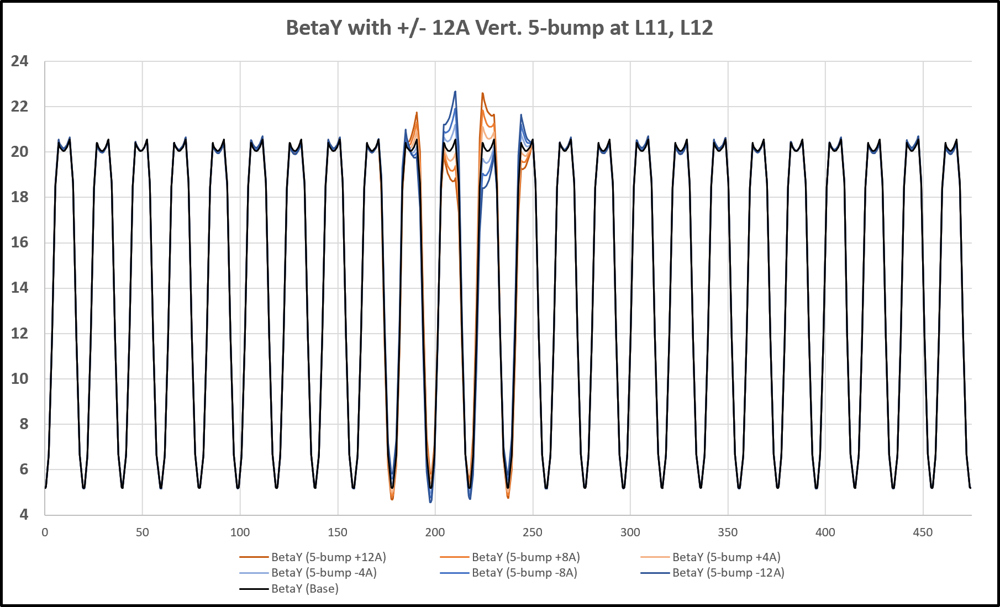 BetaY with +/- 12A Vert. 5-bump at L11, L12
24
22
20
18
16
14
12
10
8
6
4
0 50 100 150 200 250 300 350 400 450
BetaY (5-bump +12A) BetaY (5-bump +8A) BetaY (5-bump +4A)
BetaY (5-bump -4A) BetaY (5-bump -8A) BetaY (5-bump -12A)
BetaY (Base)